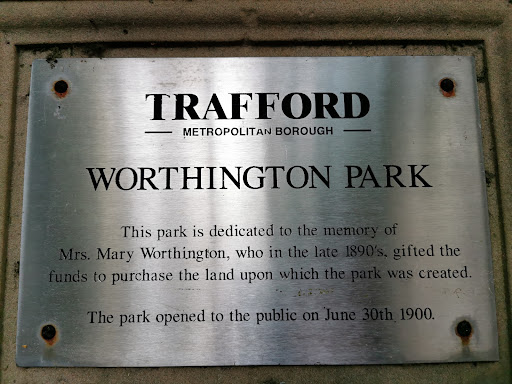 TRAFFORD
METROPOLITAN BOROUGH
WORTHINGTON PARK
This park is dedicated to the memory of
Mrs. Mary Worthington, who in the late 1890's, gifted the
funds to purchase the land upon which the park was created.
The park opened to the public on June 30th 1900.